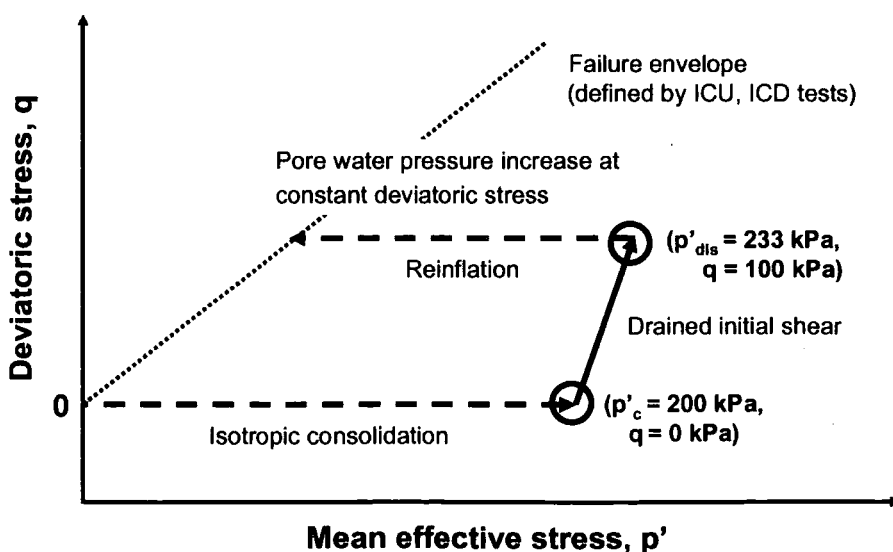 Failure envelope
(defined by ICU, ICD tests)
Pore water pressure increase at
constant deviatoric stress
(p'dis = 233 kPa,
q = 100 kPa)
Reinflation
Drained initial shear
0
(p'c = 200 kPa,
q = 0 kPa)
Isotropic consolidation
Deviatoric stress, q
Mean effective stress, p'